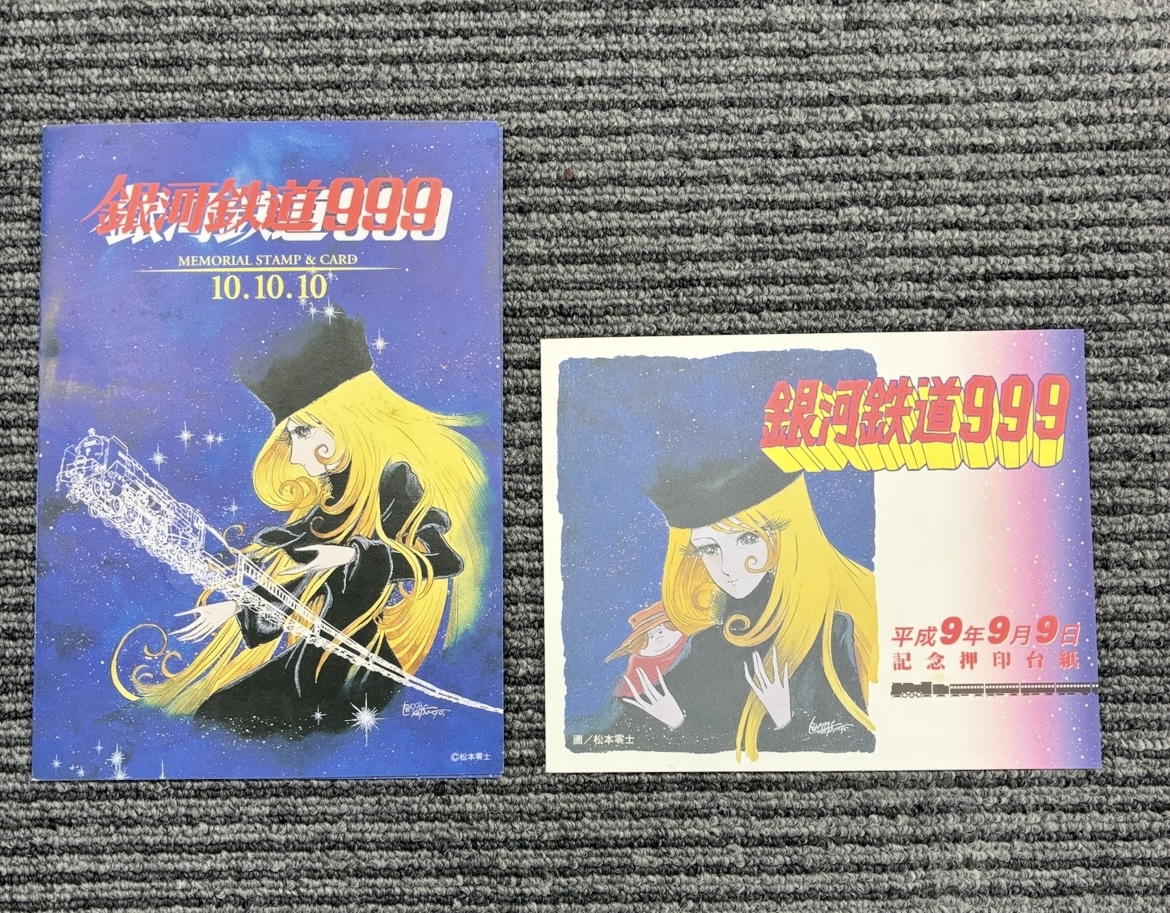 銀河鉄道999
MEMORIAL STAMP & CARD
10.10.10
©松本零士
銀河鉄道999
平成9年9月9日
記念押印台紙
画/松本零士